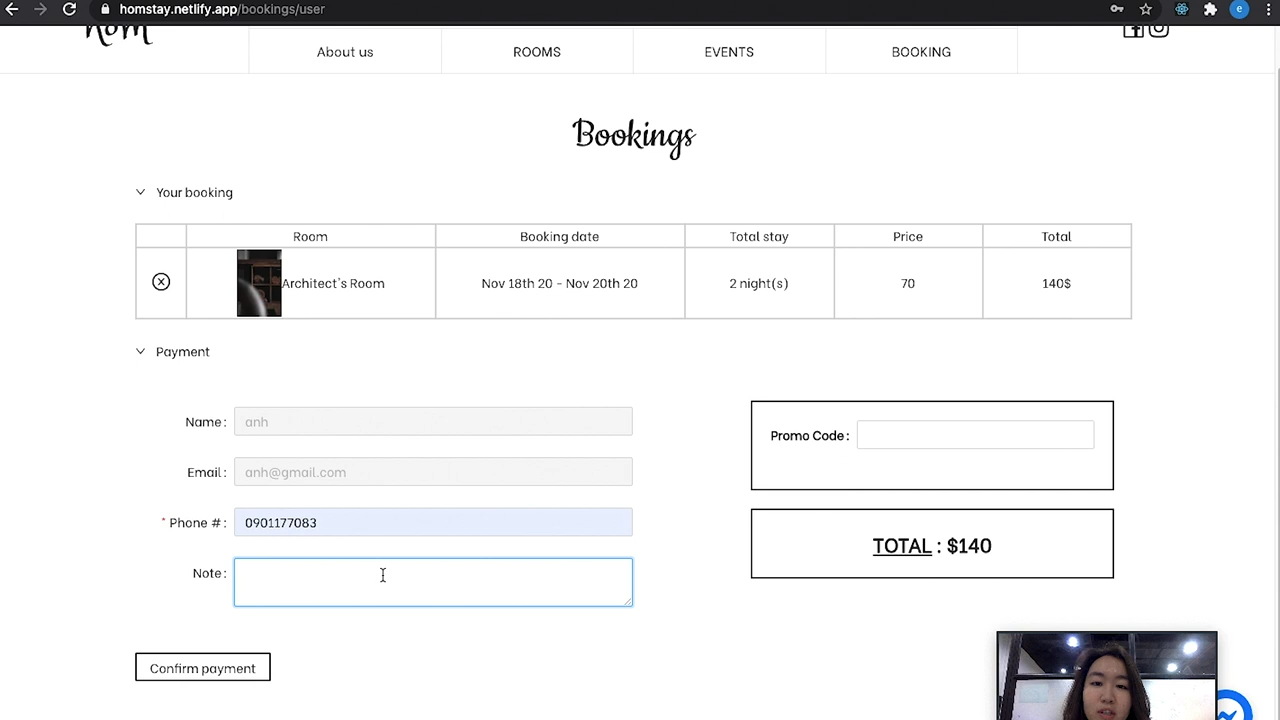 homstay.netlify.app/bookings/user
e
hom
About us
ROOMS
EVENTS
BOOKING
Bookings
Your booking
Room
Booking date
Total stay
Price
Total
Architect's Room
Nov 18th 20 - Nov 20th 20
2 night(s)
70
140$
Payment
Name :
anh
Promo Code :
Email :
anh@gmail.com
* Phone # :
0901177083
TOTAL : $140
Note :
Confirm payment